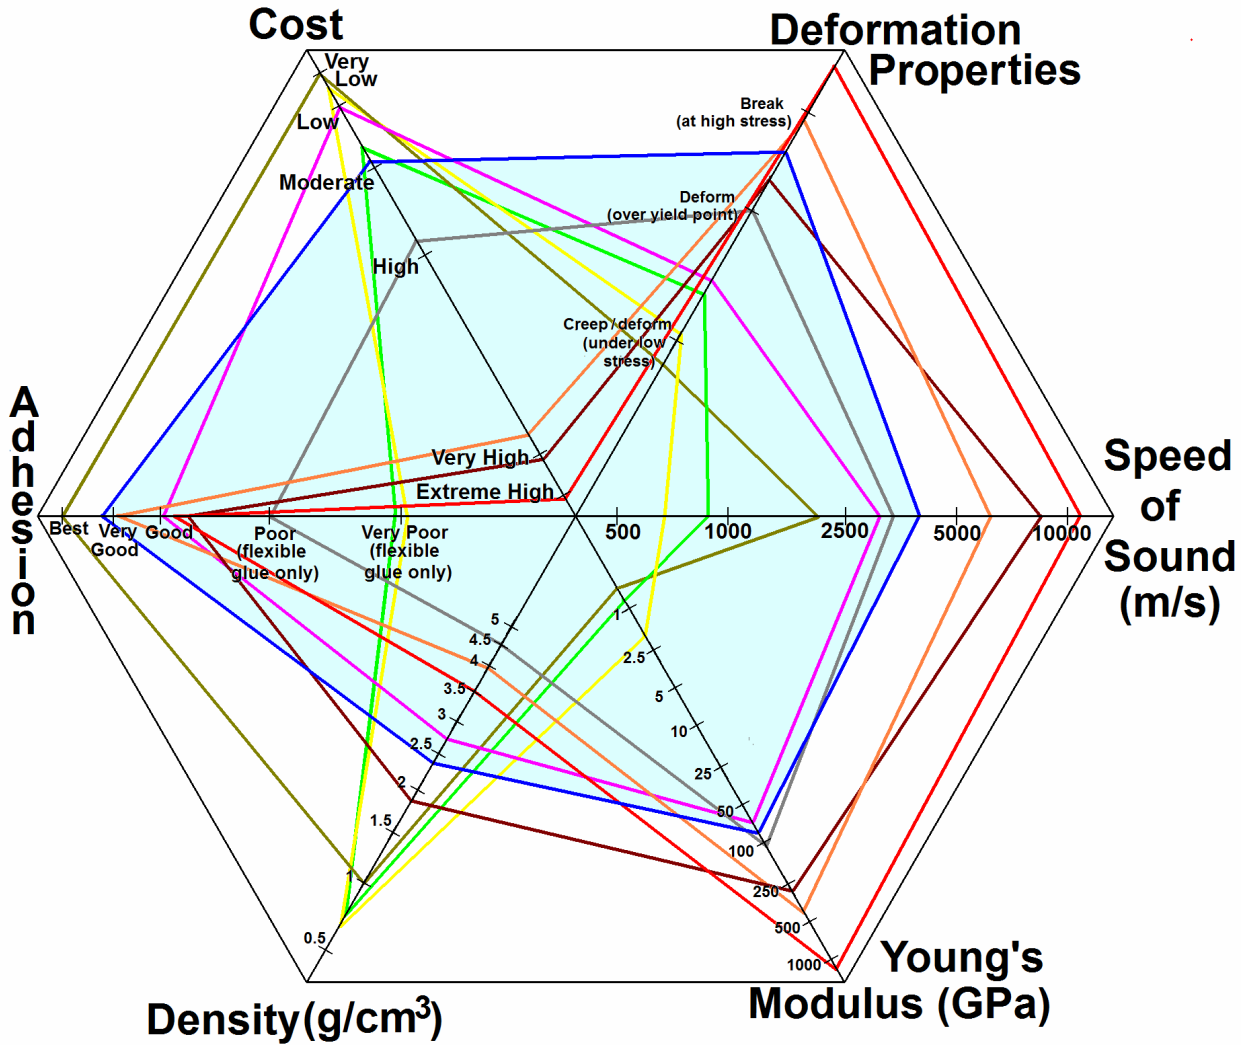 Cost
Deformation
Properties
Very
Low
Low
Moderate
High
Very High
Extreme High
Break
(at high stress)
Deform
(over yield point)
Creep/deform
(under low
stress)
Adhesion
Best
Very
Good
Good
Poor
(flexible
glue only)
Very Poor
(flexible
glue only)
500
1000
2500
5000
10000
Speed
of
Sound
(m/s)
5
4.5
4
3.5
3
2.5
2
1.5
1
0.5
1
2.5
5
10
25
50
100
250
500
1000
Density(g/cm³)
Young's
Modulus (GPa)